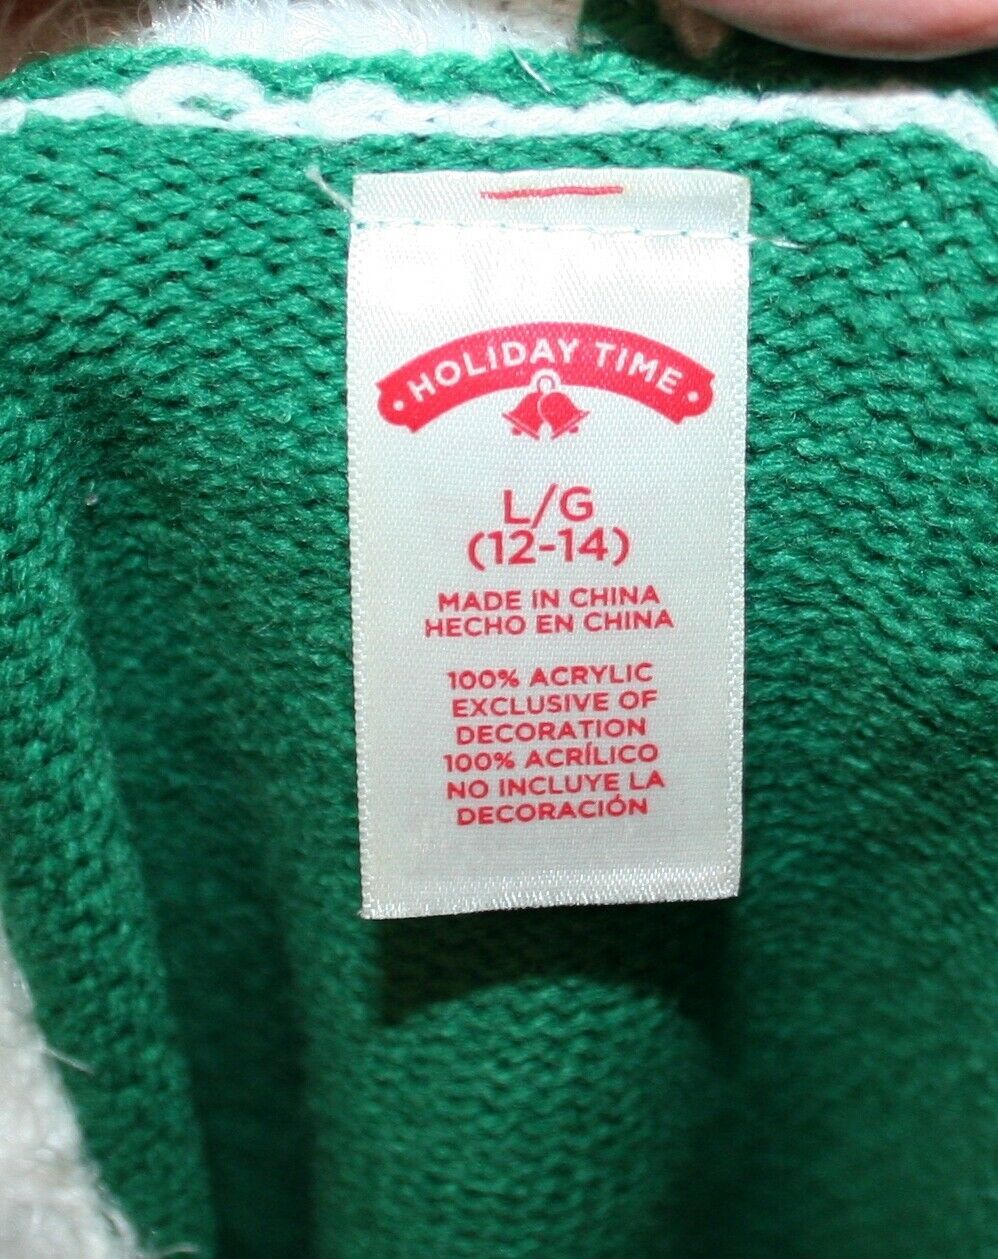 HOLIDAY TIME
L/G
(12-14)
MADE IN CHINA
HECHO EN CHINA
100% ACRYLIC
EXCLUSIVE OF
DECORATION
100% ACRÍLICO
NO INCLUYE LA
DECORACIÓN